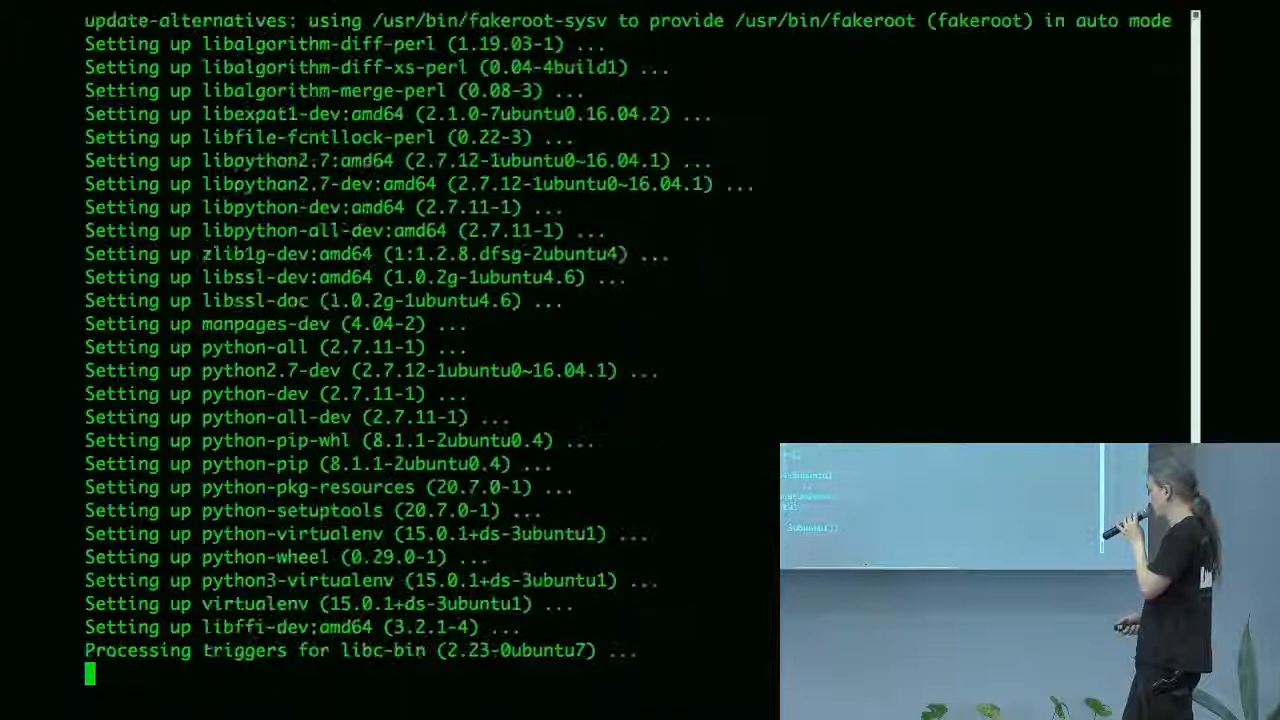 update-alternatives: using /usr/bin/fakeroot-sysv to provide /usr/bin/fakeroot (fakeroot) in auto mode
Setting up libalgorithm-diff-perl (1.19.03-1) ...
Setting up libalgorithm-diff-xs-perl (0.04-4build1) ...
Setting up libalgorithm-merge-perl (0.08-3) ...
Setting up libexpat1-dev:amd64 (2.1.0-7ubuntu0.16.04.2) ...
Setting up libfile-fcntllock-perl (0.22-3) ...
Setting up libpython2.7:amd64 (2.7.12-1ubuntu0~16.04.1) ...
Setting up libpython2.7-dev:amd64 (2.7.12-1ubuntu0~16.04.1) ...
Setting up libpython-dev:amd64 (2.7.11-1) ...
Setting up libpython-all-dev:amd64 (2.7.11-1) ...
Setting up zlib1g-dev:amd64 (1:1.2.8.dfsg-2ubuntu4) ...
Setting up libssl-dev:amd64 (1.0.2g-1ubuntu4.6) ...
Setting up libssl-doc (1.0.2g-1ubuntu4.6) ...
Setting up manpages-dev (4.04-2) ...
Setting up python-all (2.7.11-1) ...
Setting up python2.7-dev (2.7.12-1ubuntu0~16.04.1) ...
Setting up python-dev (2.7.11-1) ...
Setting up python-all-dev (2.7.11-1) ...
Setting up python-pip-whl (8.1.1-2ubuntu0.4) ...
Setting up python-pip (8.1.1-2ubuntu0.4) ...
Setting up python-pkg-resources (20.7.0-1) ...
Setting up python-setuptools (20.7.0-1) ...
Setting up python-virtualenv (15.0.1+ds-3ubuntu1) ...
Setting up python-wheel (0.29.0-1) ...
Setting up python3-virtualenv (15.0.1+ds-3ubuntu1) ...
Setting up virtualenv (15.0.1+ds-3ubuntu1) ...
Setting up libffi-dev:amd64 (3.2.1-4) ...
Processing triggers for libc-bin (2.23-0ubuntu7) ...